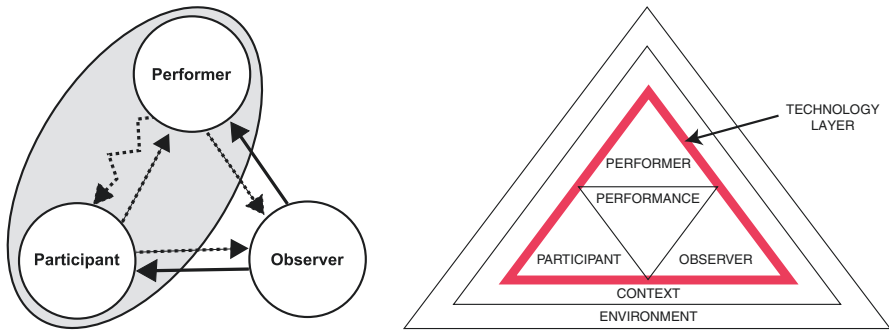 Performer
Participant
Observer
TECHNOLOGY
LAYER
PERFORMER
PERFORMANCE
PARTICIPANT
OBSERVER
CONTEXT
ENVIRONMENT